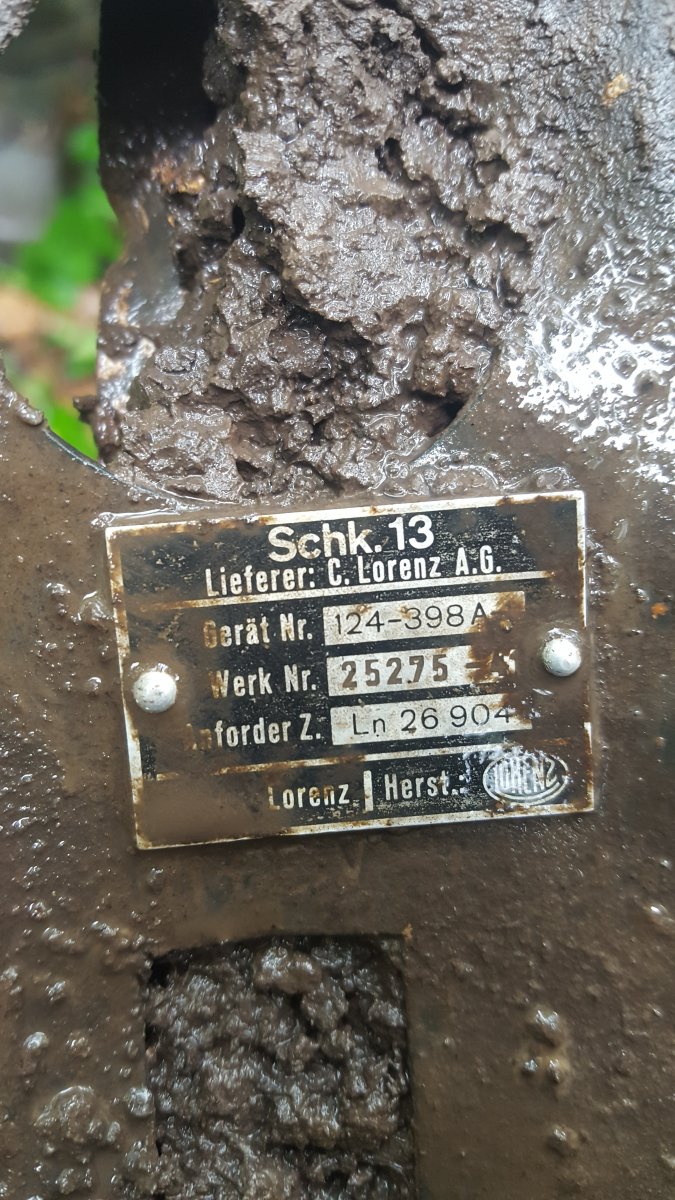 Schk. 13
Lieferer: C. Lorenz A.G.
Gerät Nr. 124-398A
Werk Nr. 25275
Anforder Z. Ln 26 904
Lorenz Herst.: LORENZ